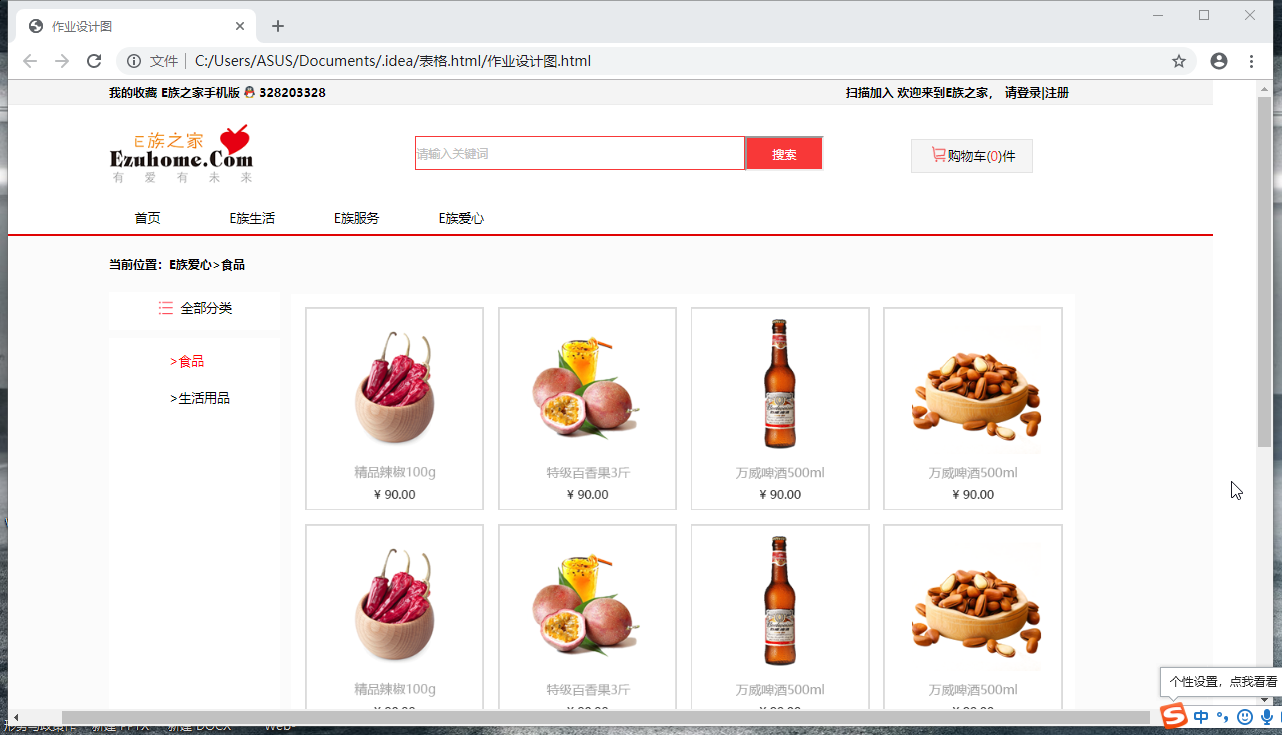 作业设计图
文件 C:/Users/ASUS/Documents/.idea/表格.html/作业设计图.html
我的收藏 E族之家手机版 328203328 扫描加入 欢迎来到E族之家， 请登录|注册
E族之家
Ezuhome.Com
有 爱 有 未 来
请输入关键词 搜索
购物车(0)件
首页 E族生活 E族服务 E族爱心
当前位置：E族爱心>食品
全部分类
>食品
>生活用品
精品辣椒100g 特级百香果3斤 万威啤酒500ml 万威啤酒500ml
¥ 90.00 ¥ 90.00 ¥ 90.00 ¥ 90.00
精品辣椒100g 特级百香果3斤 万威啤酒500ml 万威啤酒500ml
个性设置，点我看看
S 中